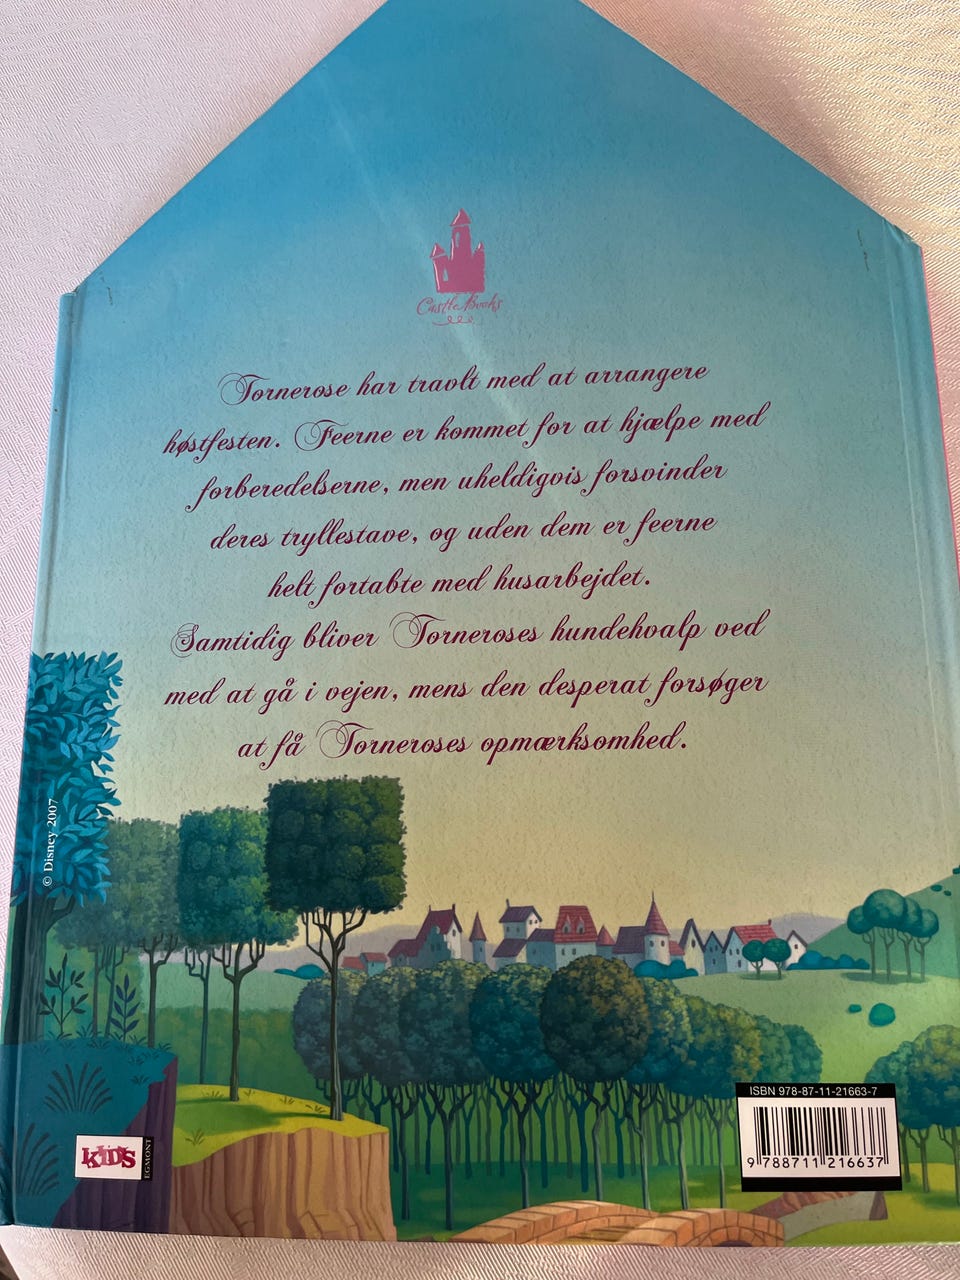 Castle Books
Tornerose har travlt med at arrangere
høstfesten. Feerne er kommet for at hjælpe med
forberedelserne, men uheldigvis forsvinder
deres tryllestave, og uden dem er feerne
helt fortabte med husarbejdet.
Samtidig bliver Torneroses hundehvalp ved
med at gå i vejen, mens den desperat forsøger
at få Torneroses opmærksomhed.
© Disney 2007
KIDS
EGMONT
ISBN 978-87-11-21663-7
9 788711 216637